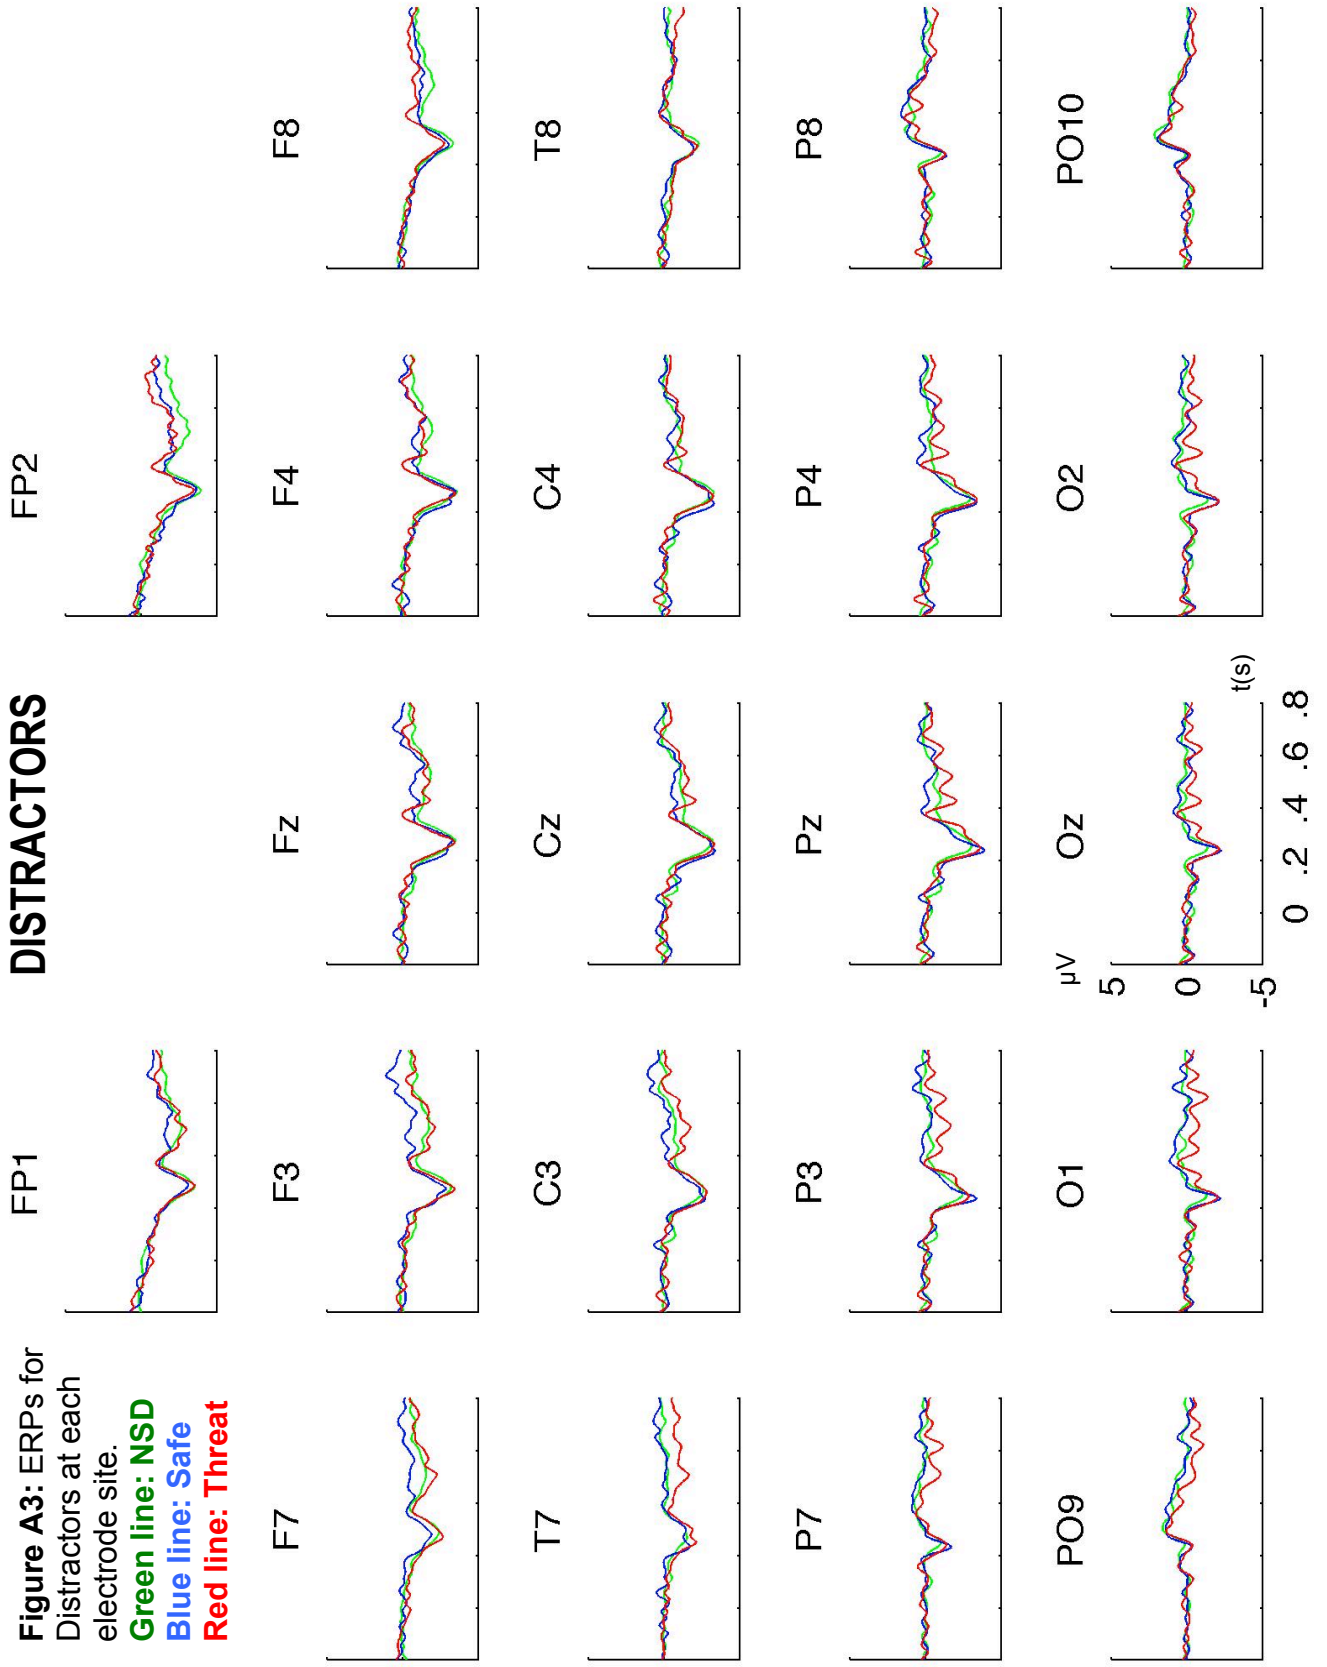 DISTRACTORS
Figure A3: ERPs for
Distractors at each
electrode site.
Green line: NSD
Blue line: Safe
Red line: Threat
FP1
FP2
F7
F3
Fz
F4
F8
T7
C3
Cz
C4
T8
P7
P3
Pz
P4
P8
PO9
O1
Oz
O2
PO10
µV
5
0
-5
t(s)
0 .2 .4 .6 .8